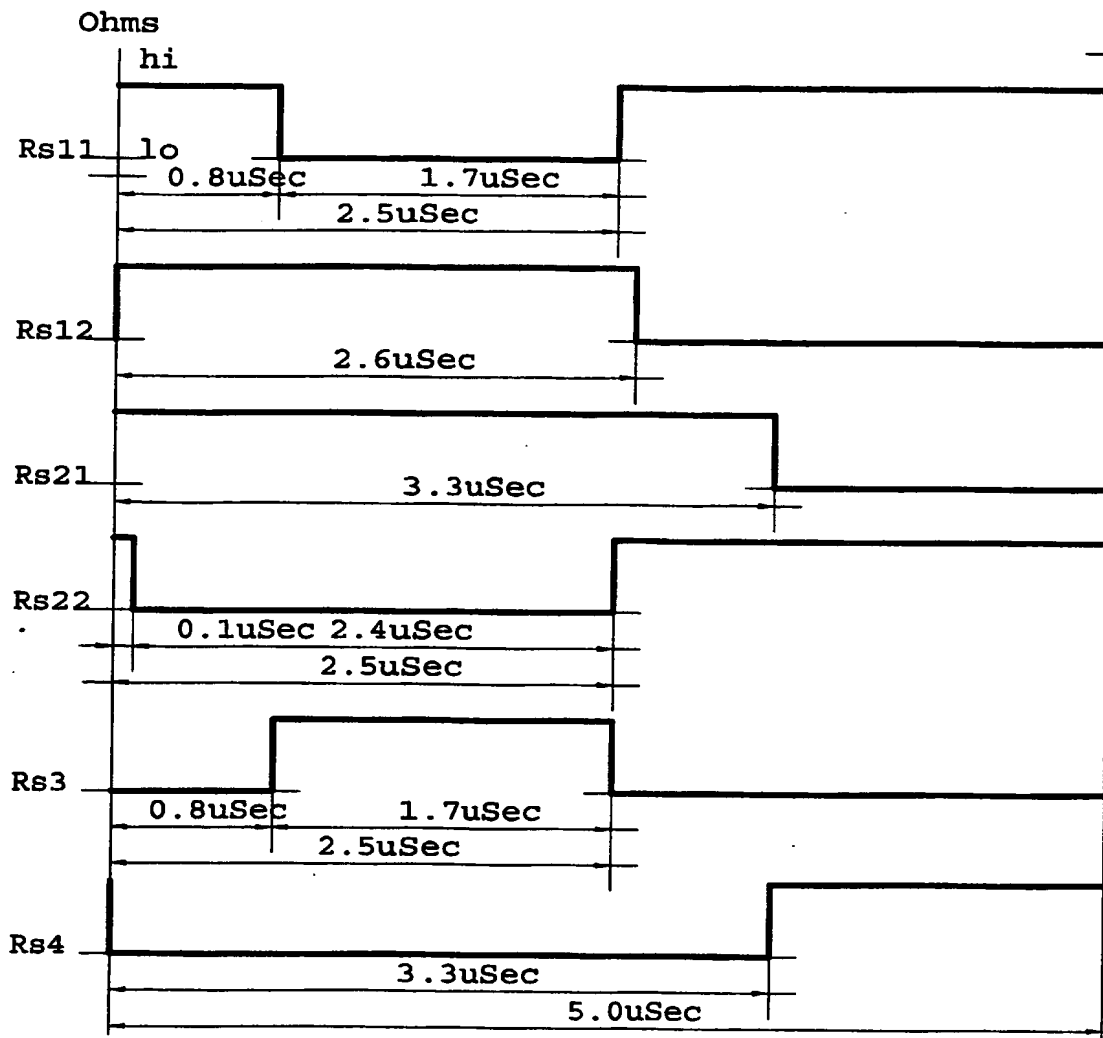 Ohms
hi
Rs11 lo
0.8uSec 1.7uSec
2.5uSec
Rs12
2.6uSec
Rs21
3.3uSec
Rs22
0.1uSec 2.4uSec
2.5uSec
Rs3
0.8uSec 1.7uSec
2.5uSec
Rs4
3.3uSec
5.0uSec